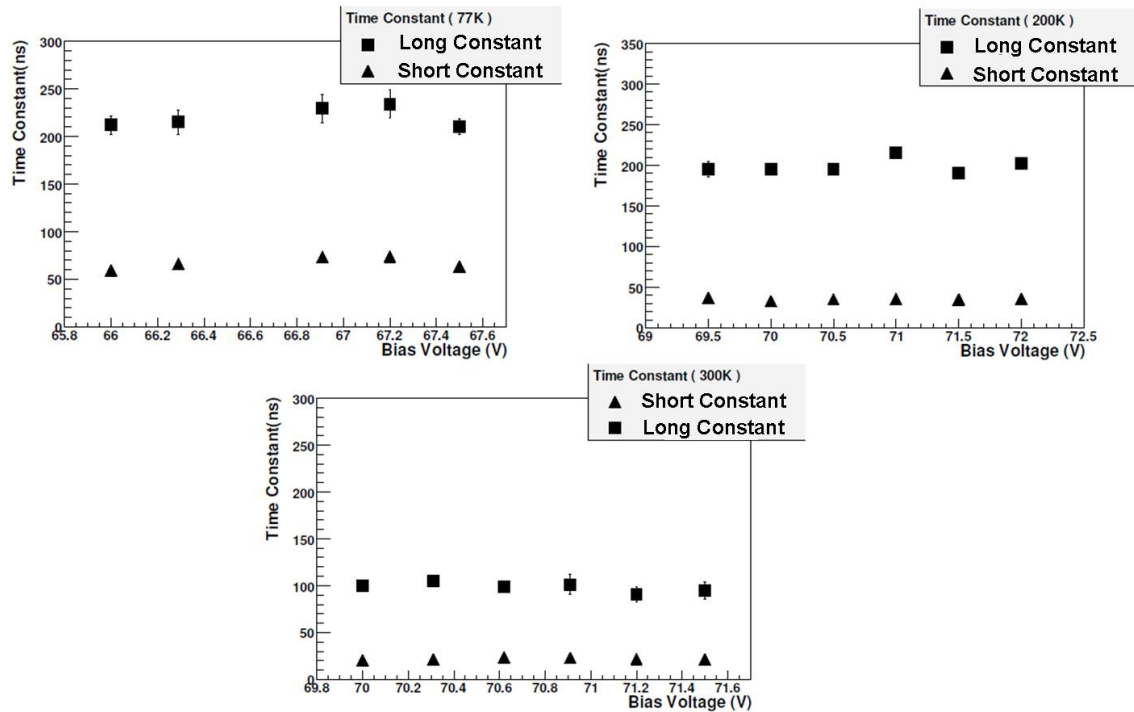 Time Constant ( 77K )
Long Constant
Short Constant
Time Constant(ns)
300
250
200
150
100
50
0
65.8 66 66.2 66.4 66.6 66.8 67 67.2 67.4 67.6
Bias Voltage (V)
Time Constant ( 200K )
Long Constant
Short Constant
Time Constant(ns)
350
300
250
200
150
100
50
0
69 69.5 70 70.5 71 71.5 72 72.5
Bias Voltage (V)
Time Constant ( 300K )
Short Constant
Long Constant
Time Constant(ns)
300
250
200
150
100
50
0
69.8 70 70.2 70.4 70.6 70.8 71 71.2 71.4 71.6
Bias Voltage (V)